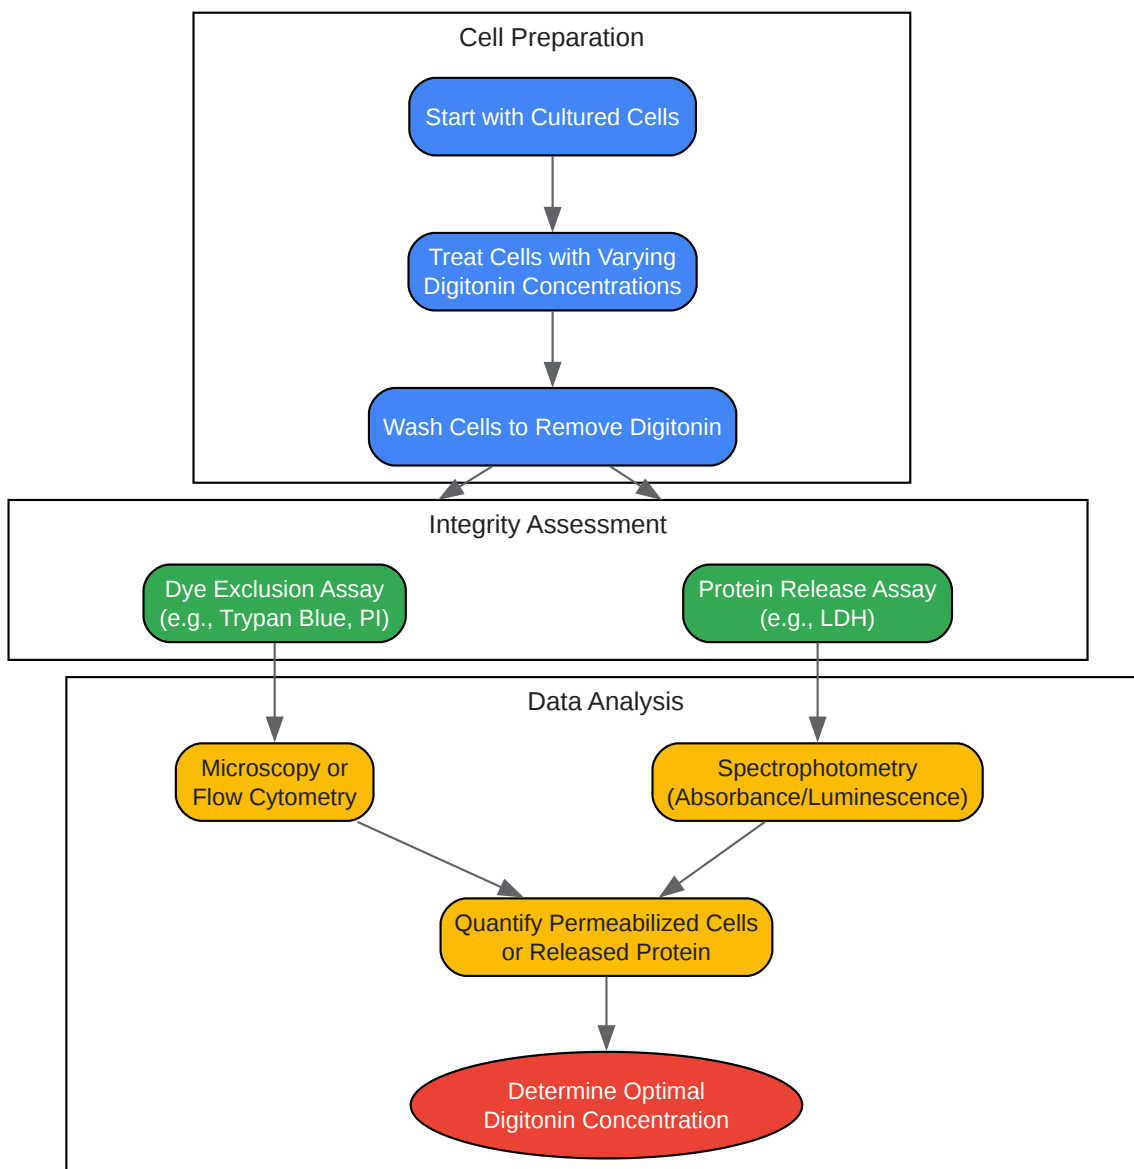 Cell Preparation
Start with Cultured Cells
Treat Cells with Varying
Digitonin Concentrations
Wash Cells to Remove Digitonin
Integrity Assessment
Dye Exclusion Assay
(e.g., Trypan Blue, PI)
Protein Release Assay
(e.g., LDH)
Data Analysis
Microscopy or
Flow Cytometry
Spectrophotometry
(Absorbance/Luminescence)
Quantify Permeabilized Cells
or Released Protein
Determine Optimal
Digitonin Concentration